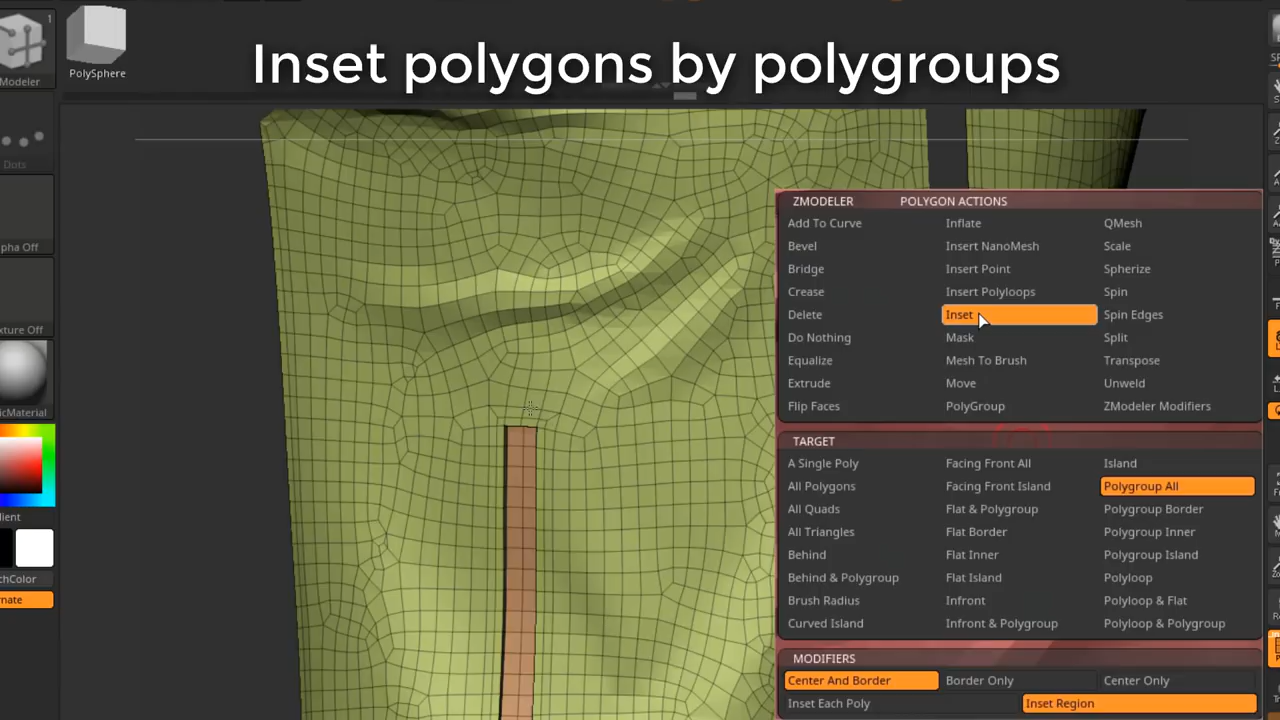 1
Modeler
PolySphere
Inset polygons by polygroups
Dots
pha Off
xture Off
icMaterial
dient
chColor
nate
ZMODELER POLYGON ACTIONS
Add To Curve Inflate QMesh
Bevel Insert NanoMesh Scale
Bridge Insert Point Spherize
Crease Insert Polyloops Spin
Delete Inset Spin Edges
Do Nothing Mask Split
Equalize Mesh To Brush Transpose
Extrude Move Unweld
Flip Faces PolyGroup ZModeler Modifiers
TARGET
A Single Poly Facing Front All Island
All Polygons Facing Front Island Polygroup All
All Quads Flat & Polygroup Polygroup Border
All Triangles Flat Border Polygroup Inner
Behind Flat Inner Polygroup Island
Behind & Polygroup Flat Island Polyloop
Brush Radius Infront Polyloop & Flat
Curved Island Infront & Polygroup Polyloop & Polygroup
MODIFIERS
Center And Border Border Only Center Only
Inset Each Poly Inset Region